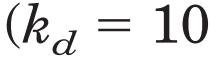 (k_d = 10